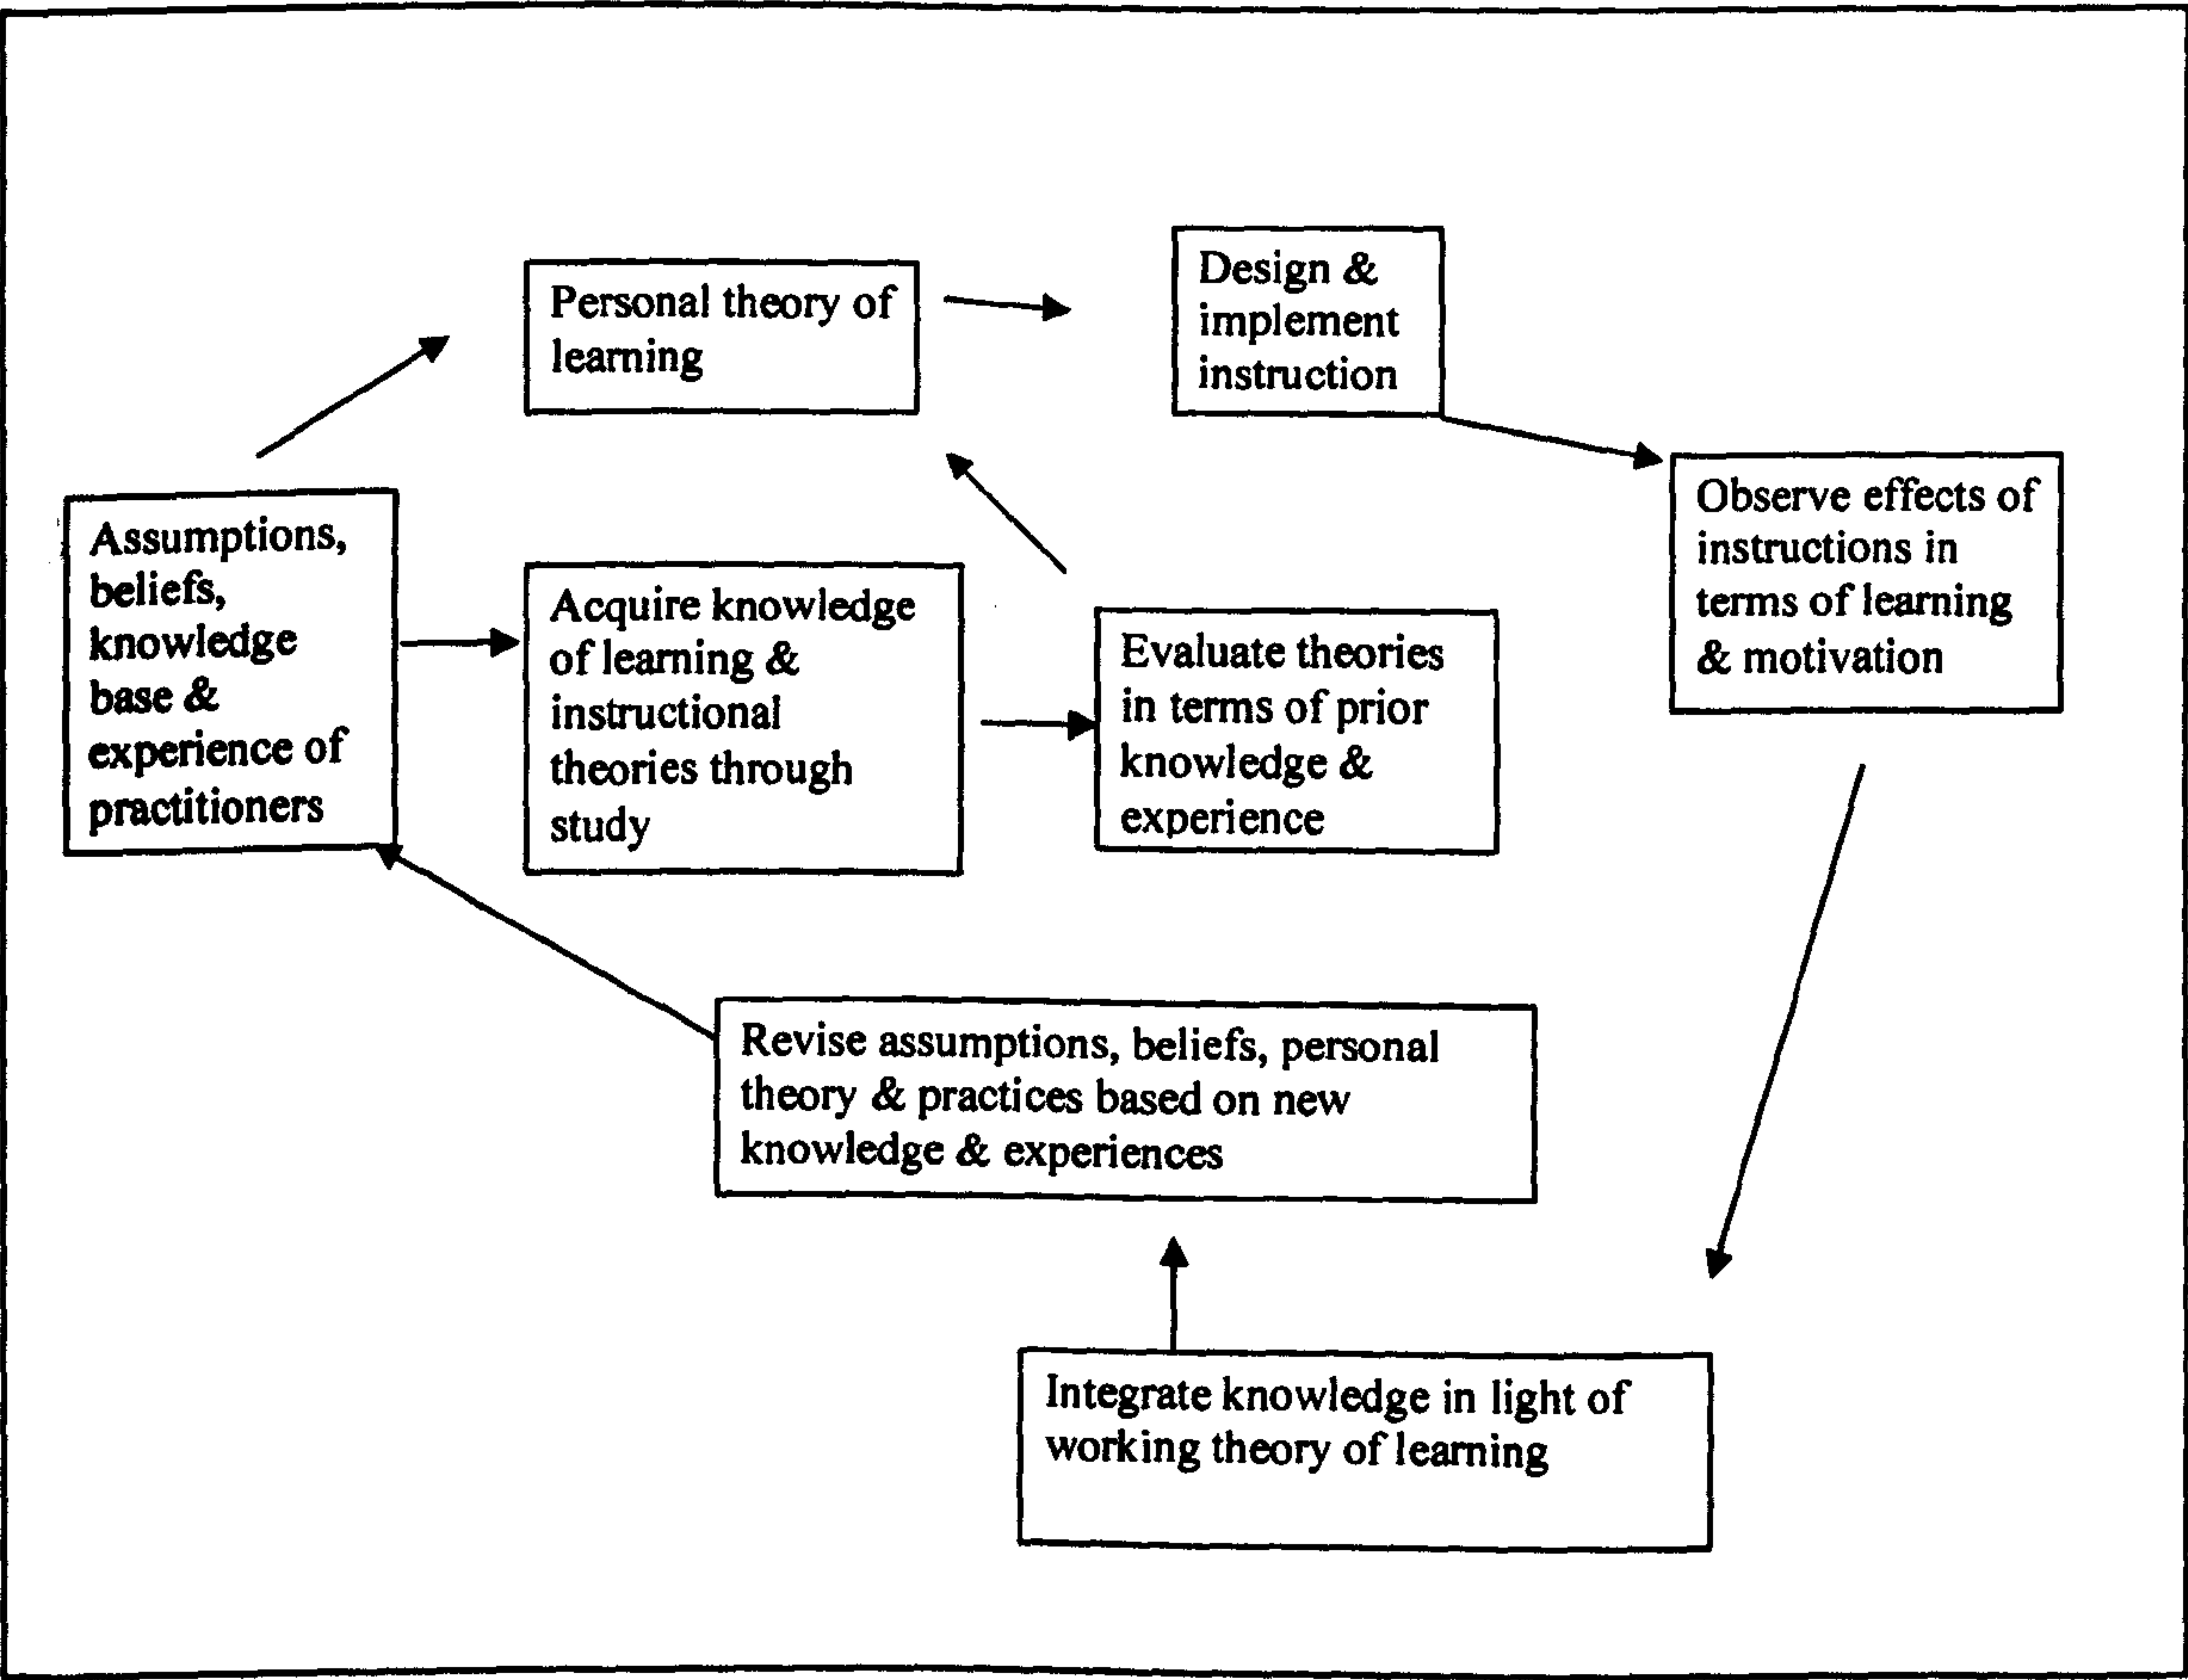 Personal theory of
learning
Design &
implement
instruction
Assumptions,
beliefs,
knowledge
base &
experience of
practitioners
Acquire knowledge
of learning &
instructional
theories through
study
Evaluate theories
in terms of prior
knowledge &
experience
Observe effects of
instructions in
terms of learning
& motivation
Revise assumptions, beliefs, personal
theory & practices based on new
knowledge & experiences
Integrate knowledge in light of
working theory of learning